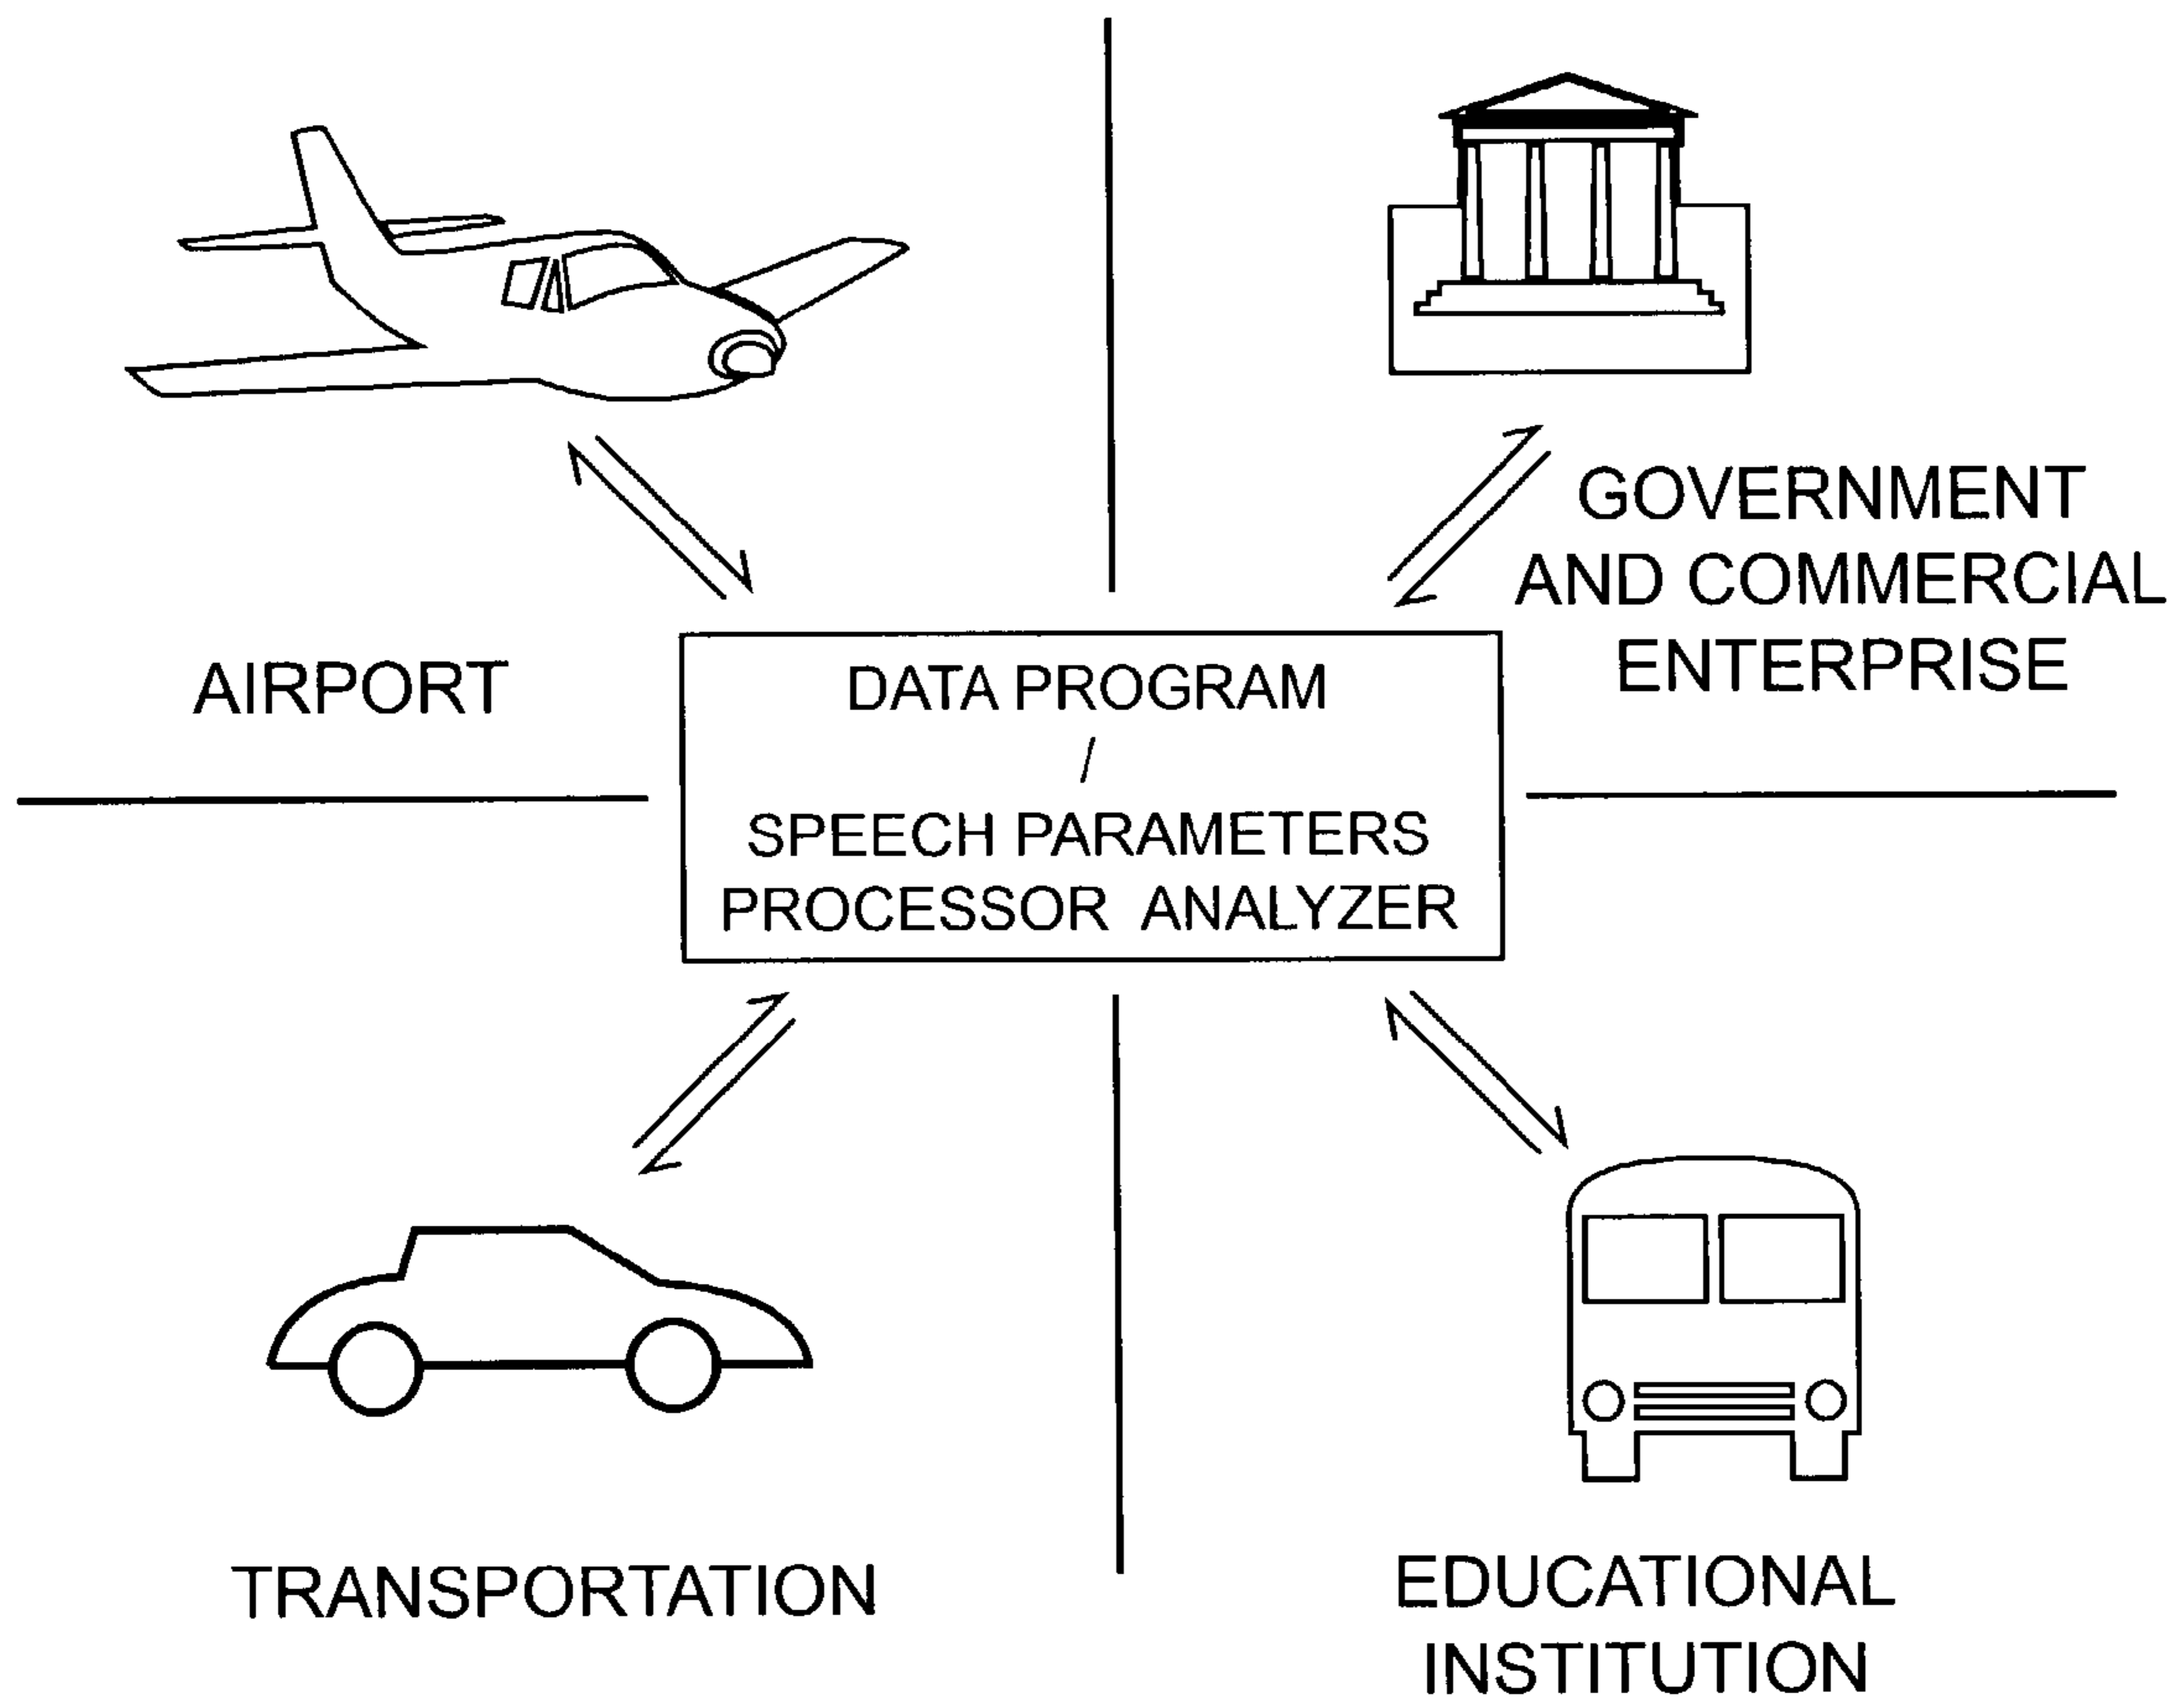 GOVERNMENT
AND COMMERCIAL
ENTERPRISE
AIRPORT
DATA PROGRAM
/
SPEECH PARAMETERS
PROCESSOR ANALYZER
TRANSPORTATION
EDUCATIONAL
INSTITUTION